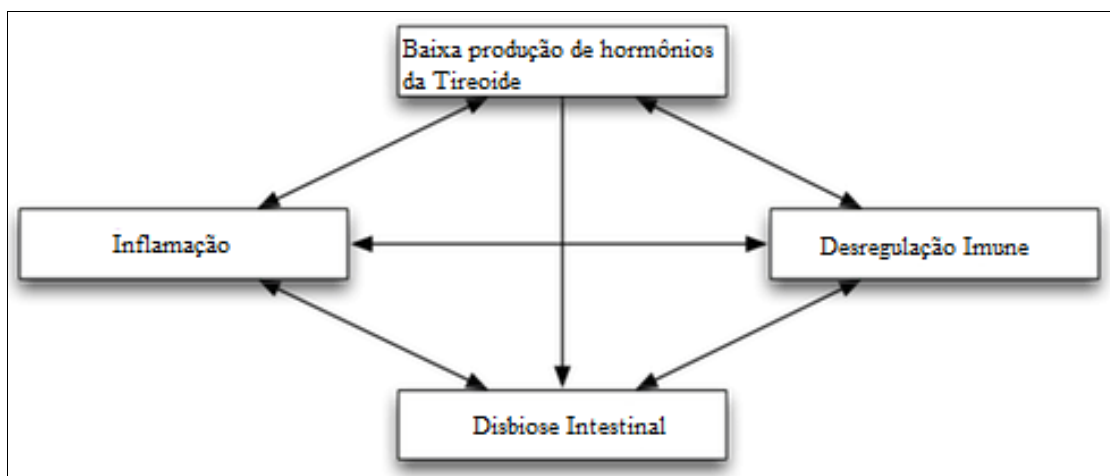 Baixa produção de hormônios
da Tireoide
Inflamação
Desregulação Imune
Disbiose Intestinal